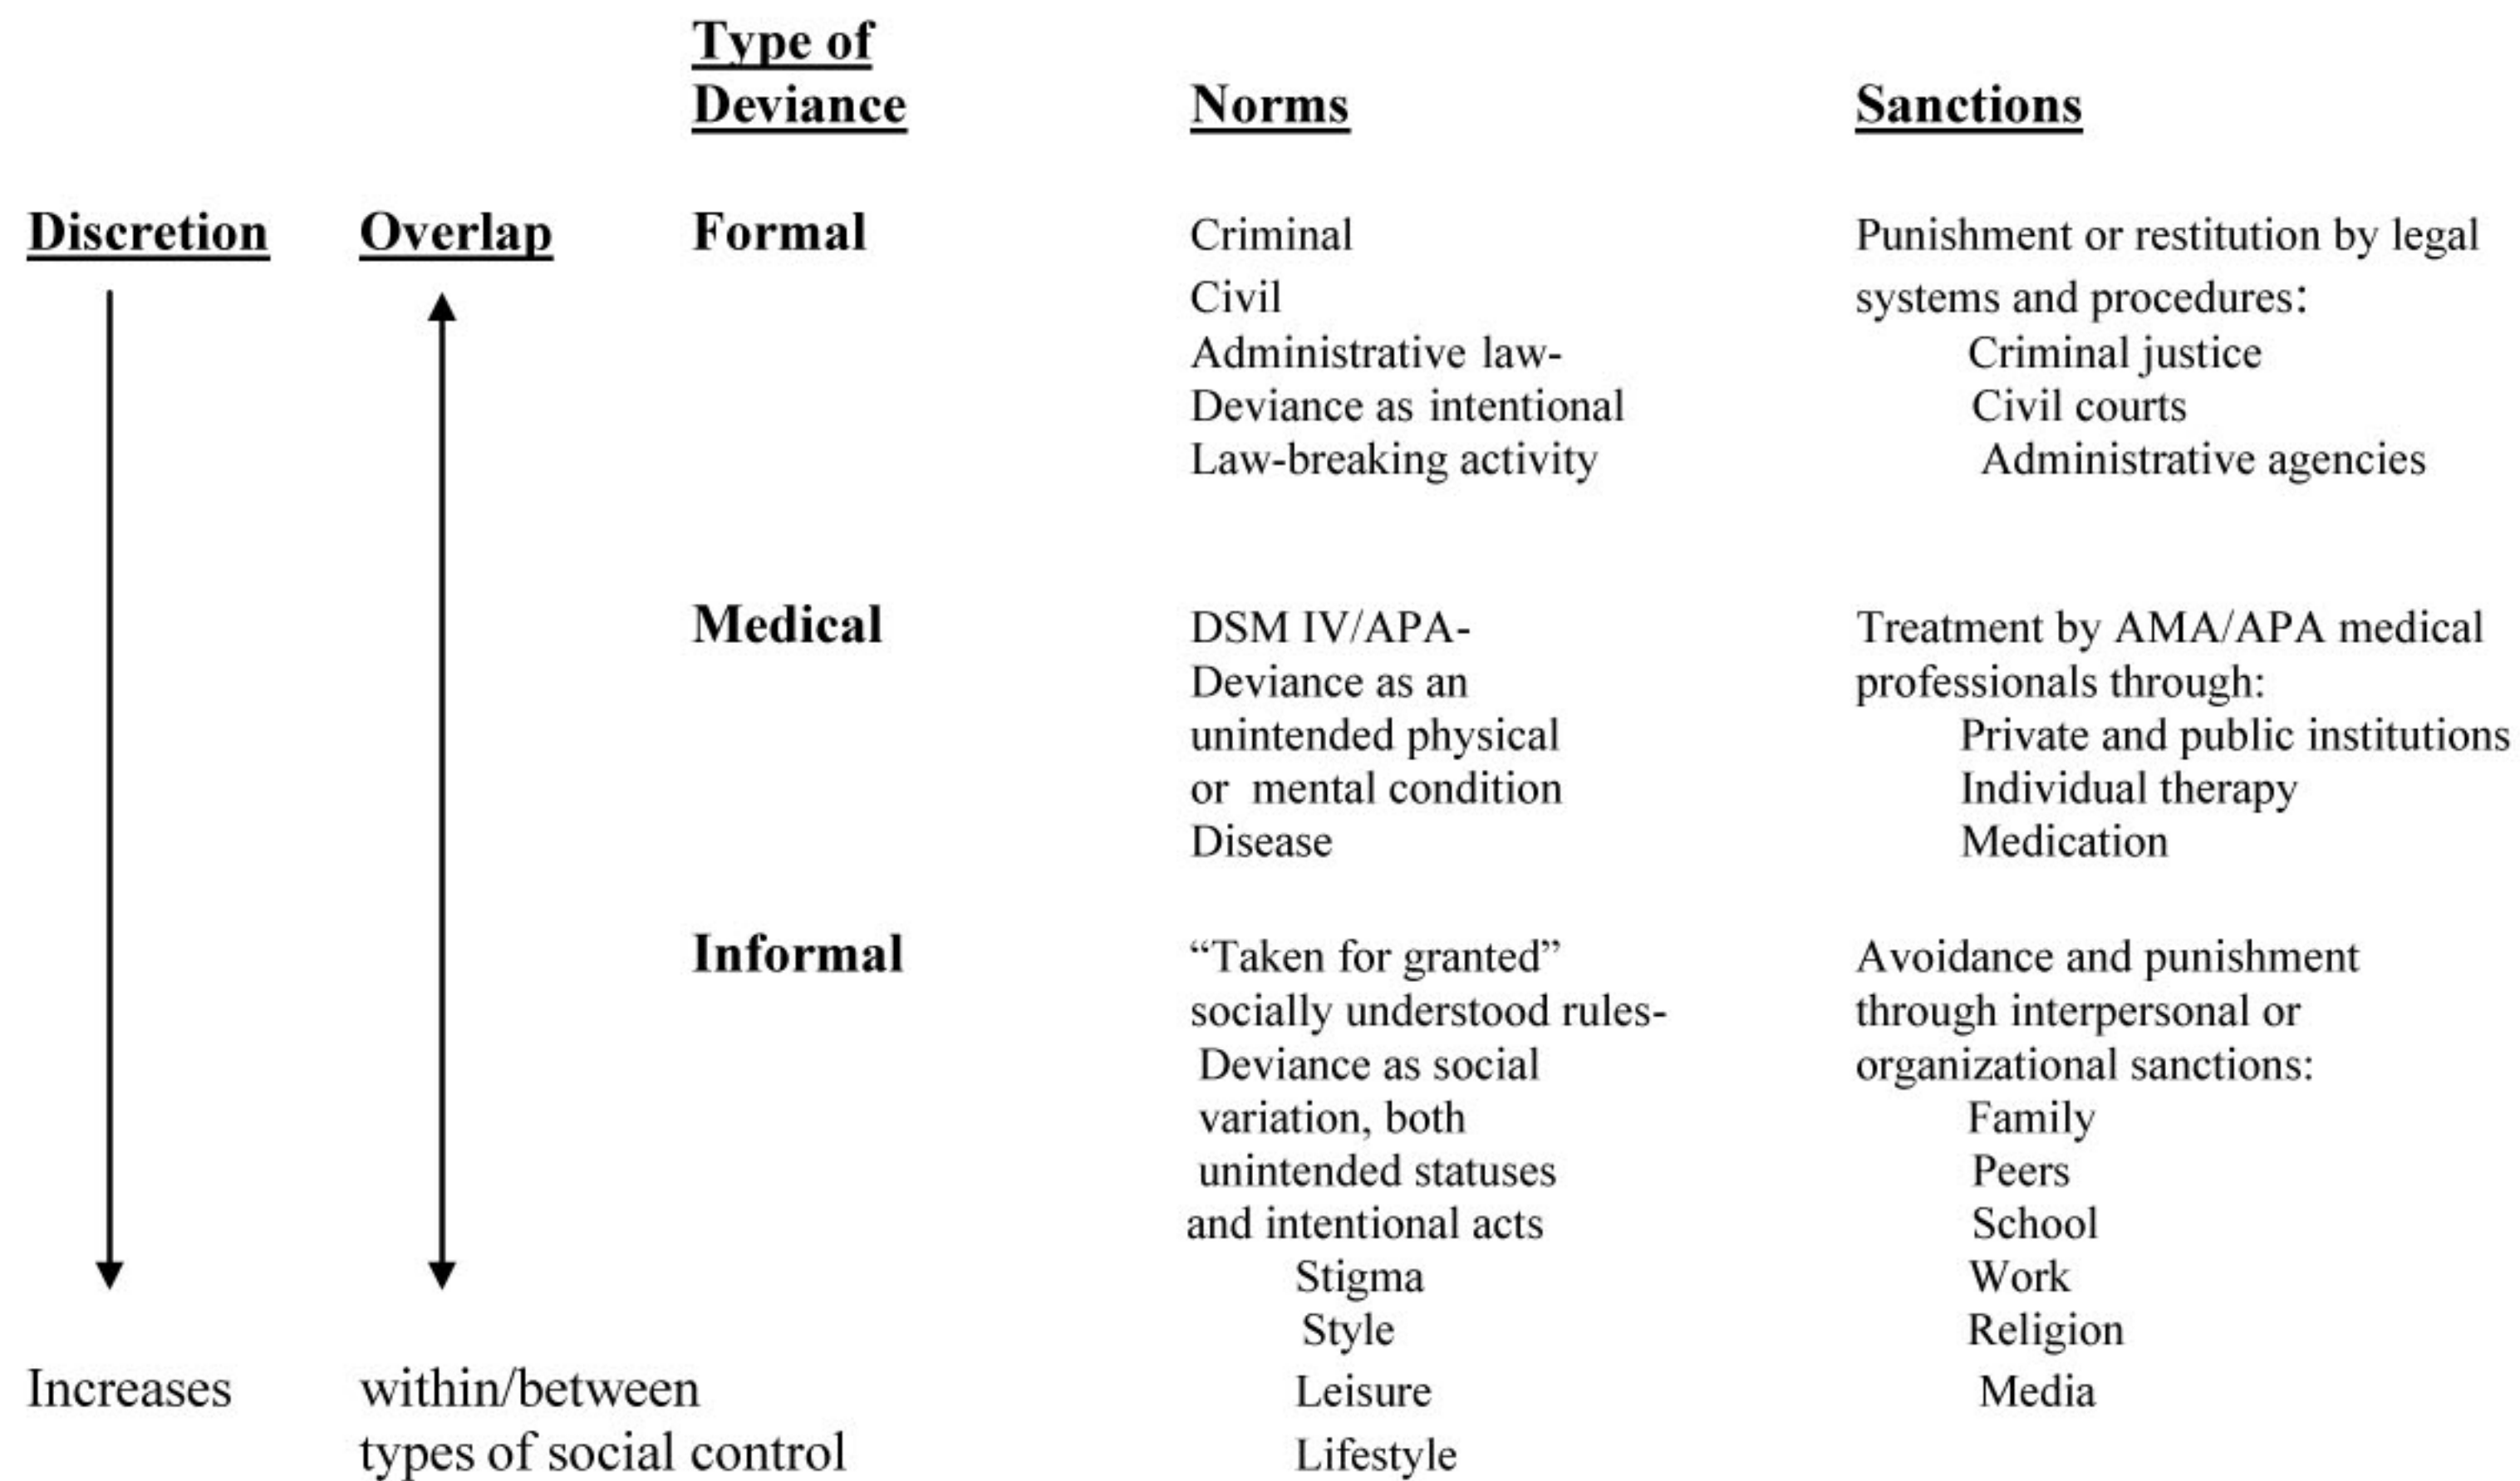 Type of
Deviance Norms Sanctions
Discretion Overlap Formal Criminal Punishment or restitution by legal
Civil systems and procedures:
Administrative law- Criminal justice
Deviance as intentional Civil courts
Law-breaking activity Administrative agencies
Medical DSM IV/APA- Treatment by AMA/APA medical
Deviance as an professionals through:
unintended physical Private and public institutions
or mental condition Individual therapy
Disease Medication
Informal “Taken for granted” Avoidance and punishment
socially understood rules- through interpersonal or
Deviance as social organizational sanctions:
variation, both Family
unintended statuses Peers
and intentional acts School
Stigma Work
Style Religion
Increases within/between Leisure Media
types of social control Lifestyle